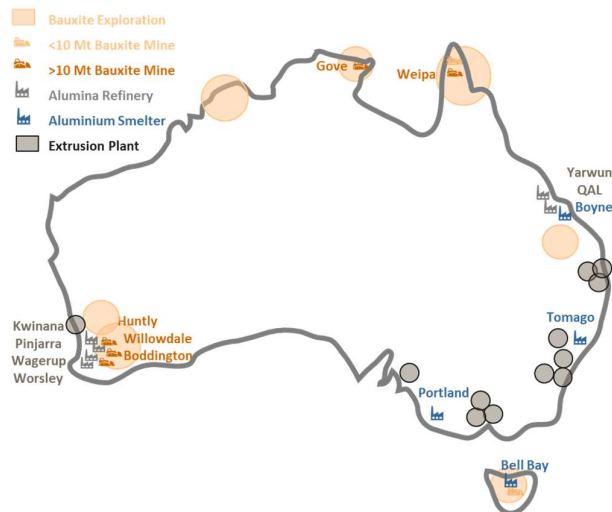 Bauxite Exploration
<10 Mt Bauxite Mine
>10 Mt Bauxite Mine
Alumina Refinery
Aluminium Smelter
Extrusion Plant
Gove
Weipa
Yarwun
QAL
Boyne
Tomago
Kwinana
Pinjarra
Wagerup
Worsley
Huntly
Willowdale
Boddington
Portland
Bell Bay